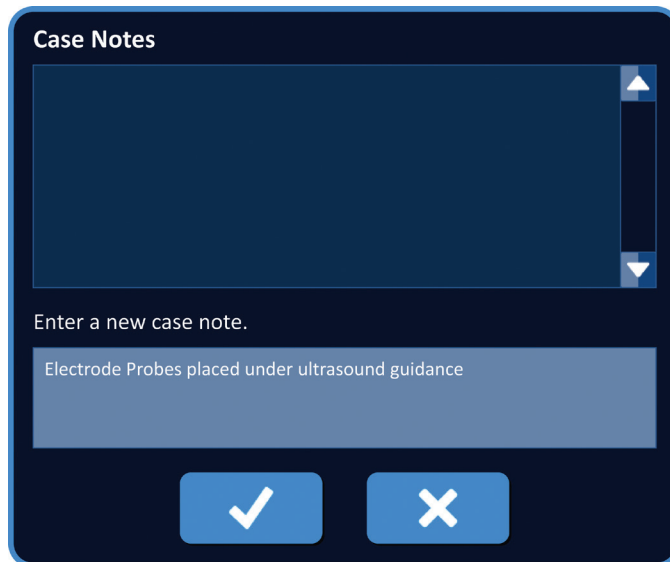 Case Notes
Enter a new case note.
Electrode Probes placed under ultrasound guidance